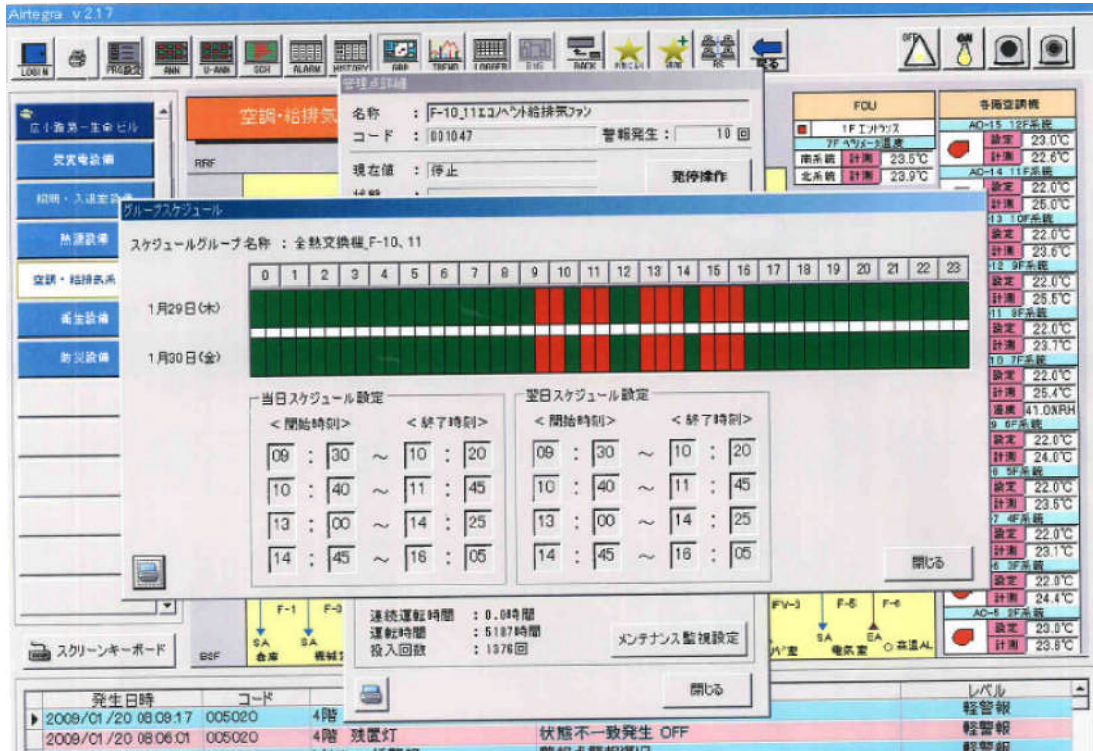 Airtegra v2.17
LOGIN
ANN
U-ANN
SCH
ALARM
HISTORY
TREND
LOGGER
BACK
戻る
OFF
ON
広小路第一生命ビル
受変電設備
熱源設備
空調・給排気系
衛生設備
防災設備
空調・給排気
RRF
管理点詳細
名称 : F-10_11エコノベント給排気ファン
コード : 001047
警報発生 : 10 回
現在値 : 停止
発停操作
状態 :
FCU
1F エントランス
7F ペリメータ温度
南系統 計測 23.5℃
北系統 計測 23.9℃
各階空調機
AC-15 12F系統
設定 23.0℃
計測 22.6℃
AC-14 11F系統
設定 22.0℃
計測 25.0℃
-13 10F系統
設定 22.0℃
計測 23.6℃
-12 9F系統
設定 22.0℃
計測 25.5℃
-11 8F系統
設定 22.0℃
計測 23.7℃
10 7F系統
設定 22.0℃
計測 25.4℃
湿度 41.0%RH
9 6F系統
設定 22.0℃
計測 24.0℃
8 5F系統
設定 22.0℃
計測 23.6℃
7 4F系統
設定 22.0℃
計測 23.1℃
-6 3F系統
設定 22.0℃
計測 24.4℃
AC-5 2F系統
設定 23.0℃
計測 23.8℃
グループスケジュール
スケジュールグループ名称 : 全熱交換機_F-10、11
0 1 2 3 4 5 6 7 8 9 10 11 12 13 14 15 16 17 18 19 20 21 22 23
1月29日(木)
1月30日(金)
当日スケジュール設定
<開始時刻> <終了時刻>
09 : 30 ~ 10 : 20
10 : 40 ~ 11 : 45
13 : 00 ~ 14 : 25
14 : 45 ~ 16 : 05
翌日スケジュール設定
<開始時刻> <終了時刻>
09 : 30 ~ 10 : 20
10 : 40 ~ 11 : 45
13 : 00 ~ 14 : 25
14 : 45 ~ 16 : 05
閉じる
連続運転時間 : 0.0時間
運転時間 : 5187時間
投入回数 : 1376回
メンテナンス監視設定
閉じる
スクリーンキーボード
B2F
F-1
SA
SA
金庫
F-6
SA
EA
電気室
高温AL
発生日時 コード レベル
2009/01/20 08:09:17 005020 4階 軽警報
2009/01/20 08:06:01 005020 4階 残置灯 状態不一致発生 OFF 軽警報